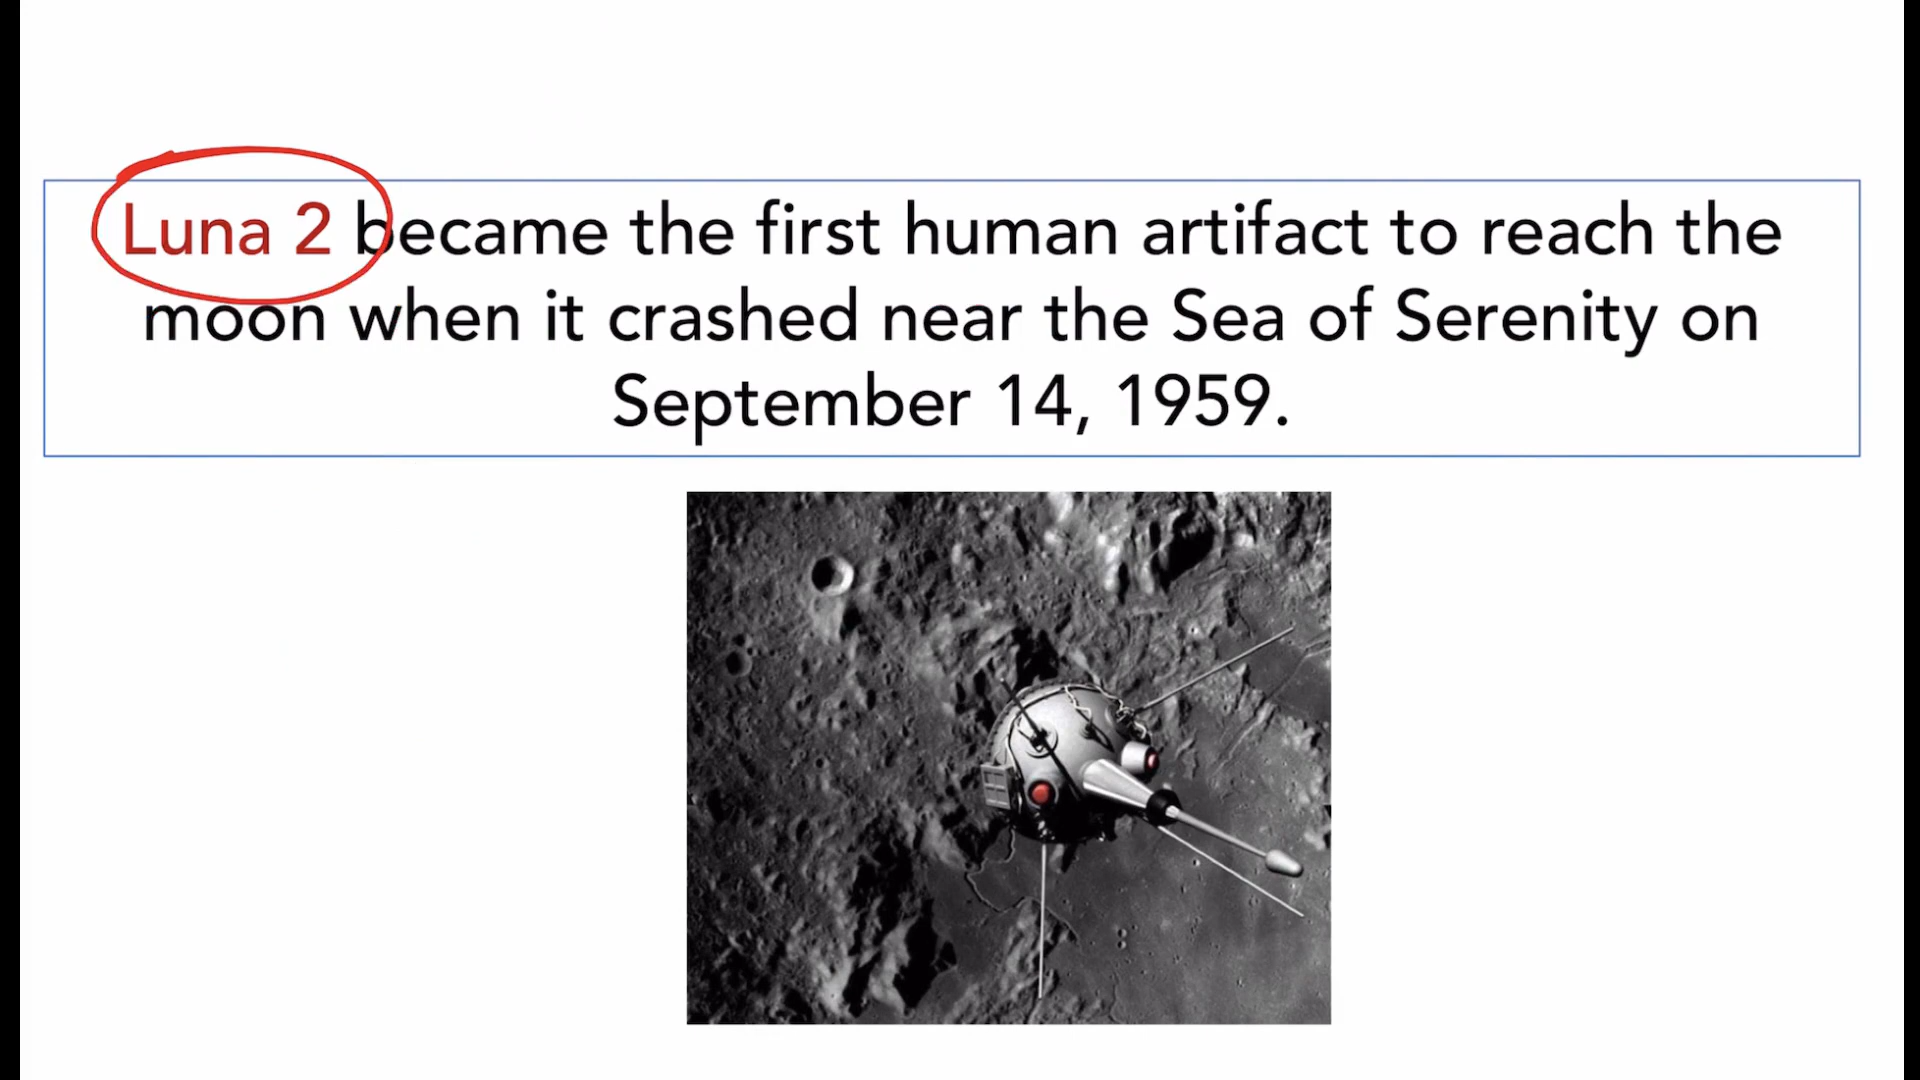 Luna 2 became the first human artifact to reach the
moon when it crashed near the Sea of Serenity on
September 14, 1959.